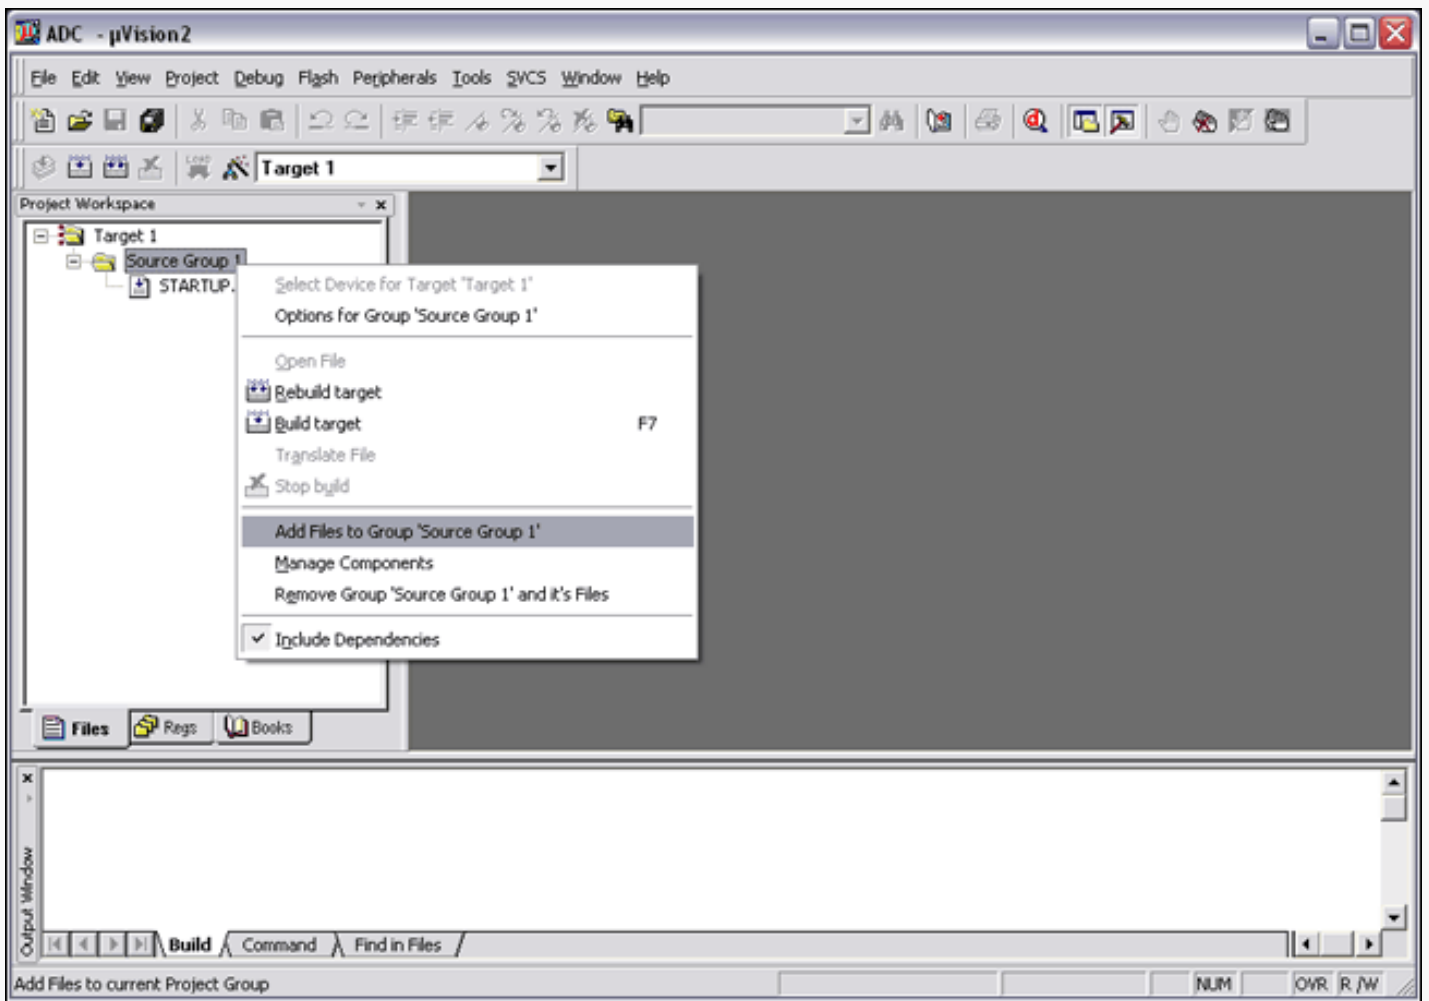 ADC - µVision2
File Edit View Project Debug Flash Peripherals Tools SVCS Window Help
LOAD
Target 1
Project Workspace
Target 1
Source Group 1
STARTUP.
Select Device for Target 'Target 1'
Options for Group 'Source Group 1'
Open File
Rebuild target
Build target F7
Translate File
Stop build
Add Files to Group 'Source Group 1'
Manage Components
Remove Group 'Source Group 1' and it's Files
Include Dependencies
Files Regs Books
Output Window
Build Command Find in Files
Add Files to current Project Group NUM OVR R/W